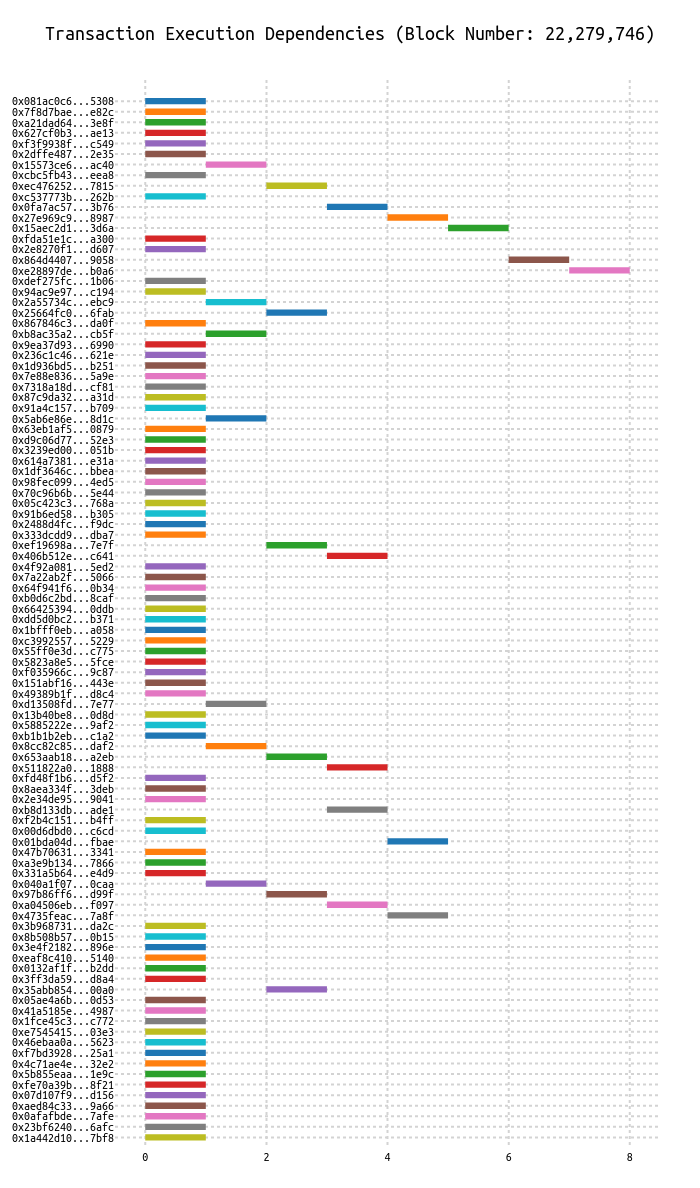 Transaction Execution Dependencies (Block Number: 22,279,746)
0x081ac0c6...5308
0x7f8d7bae...e82c
0xa21dad64...3e8f
0x627cf0b3...ae13
0xf3f9938f...c549
0x2dffe487...2e35
0x15573ce6...ac40
0xcbc5fb43...eea8
0xec476252...7815
0xc537773b...262b
0x0fa7ac57...3b76
0x27e969c9...8987
0x15aec2d1...3d6a
0xfda51e1c...a300
0x2e8270f1...d607
0x864d4407...9058
0xe28897de...b0a6
0xdef275fc...1b06
0x94ac9e97...c194
0x2a55734c...ebc9
0x25664fc0...6fab
0x867846c3...da0f
0xb8ac35a2...cb5f
0x9ea37d93...6990
0x236c1c46...621e
0x1d936bd5...b251
0x7e88e836...5a9e
0x7318a18d...cf81
0x87c9da32...a31d
0x91a4c157...b709
0x5ab6e86e...8d1c
0x63eb1af5...0879
0xd9c06d77...52e3
0x3239ed00...051b
0x614a7381...e31a
0x1df3646c...bbea
0x98fec099...4ed5
0x70c96b6b...5e44
0x05c423c3...768a
0x91b6ed58...b305
0x2488d4fc...f9dc
0x333dcdd9...dba7
0xef19698a...7e7f
0x406b512e...c641
0x4f92a081...5ed2
0x7a22ab2f...5066
0x64f941f6...0b34
0xb0d6c2bd...8caf
0x66425394...0ddb
0xdd5d0bc2...b371
0x1bfff0eb...a058
0xc3992557...5229
0x55ff0e3d...c775
0x5823a8e5...5fce
0xf035966c...9c87
0x151abf16...443e
0x49389b1f...d8c4
0xd13508fd...7e77
0x13b40be8...0d8d
0x5885222e...9af2
0xb1b1b2eb...c1a2
0x8cc82c85...daf2
0x653aab18...a2eb
0x511822a0...1888
0xfd48f1b6...d5f2
0x8aea334f...3deb
0x2e34de95...9041
0xb8d133db...ade1
0xf2b4c151...b4ff
0x00d6dbd0...c6cd
0x01bda04d...fbae
0x47b70631...3341
0xa3e9b134...7866
0x331a5b64...e4d9
0x040a1f07...0caa
0x97b86ff6...d99f
0xa04506eb...f097
0x4735feac...7a8f
0x3b968731...da2c
0x8b508b57...0b15
0x3e4f2182...896e
0xeaf8c410...5140
0x0132af1f...b2dd
0x3ff3da59...d8a4
0x35abb854...00a0
0x05ae4a6b...0d53
0x41a5185e...4987
0x1fce45c3...c772
0xe7545415...03e3
0x46ebaa0a...5623
0xf7bd3928...25a1
0x4c71ae4e...32e2
0x5b855eaa...1e9c
0xfe70a39b...8f21
0x07d107f9...d156
0xaed84c33...9a66
0x0afafbde...7afe
0x23bf6240...6afc
0x1a442d10...7bf8
0 2 4 6 8